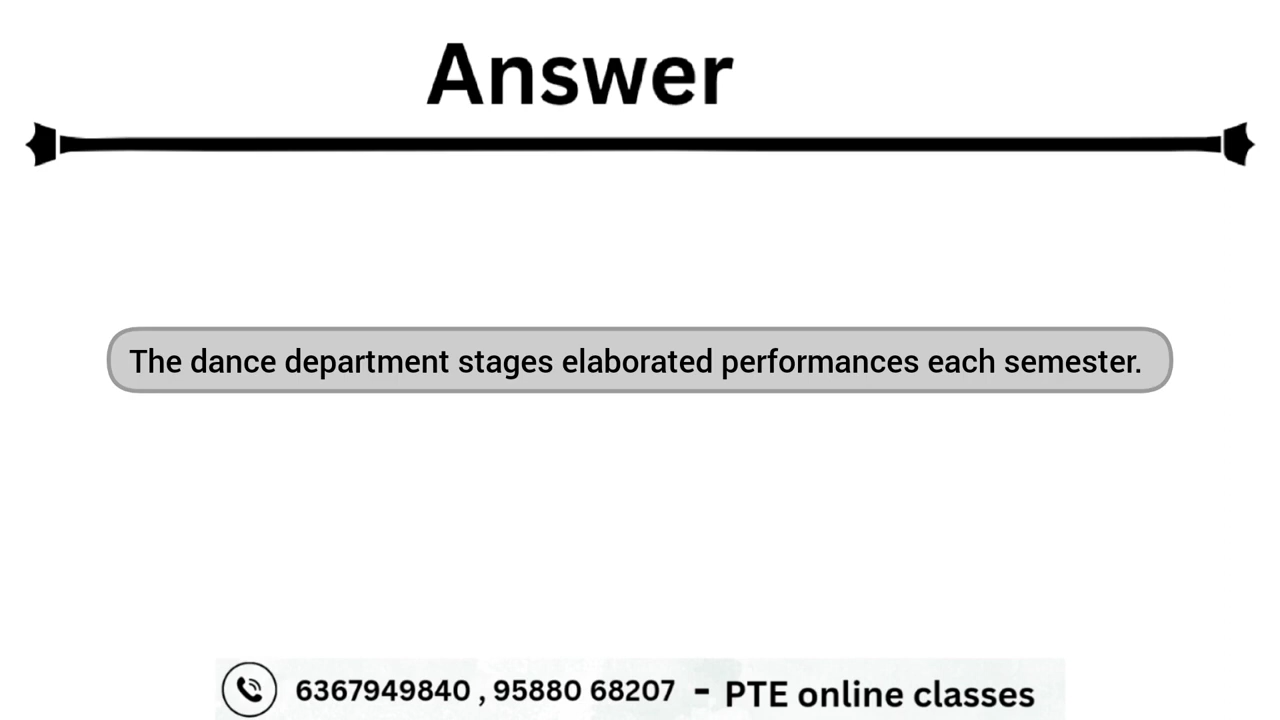 Answer
The dance department stages elaborated performances each semester.
6367949840 , 95880 68207 - PTE online classes